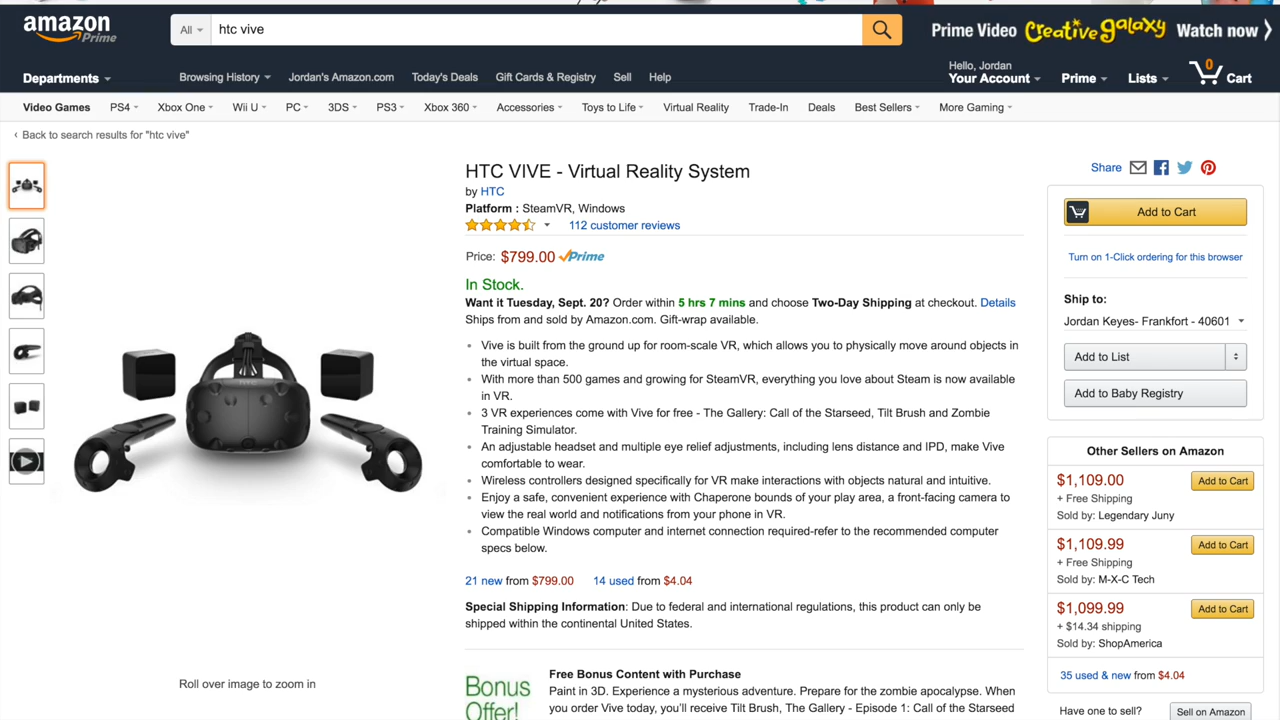 amazon
Prime
All
htc vive
Prime Video Creative galaxy Watch now
Departments
Browsing History
Jordan's Amazon.com
Today's Deals
Gift Cards & Registry
Sell
Help
Hello, Jordan
Your Account
Prime
Lists
0
Cart
Video Games
PS4
Xbox One
Wii U
PC
3DS
PS3
Xbox 360
Accessories
Toys to Life
Virtual Reality
Trade-In
Deals
Best Sellers
More Gaming
‹ Back to search results for "htc vive"
HTC VIVE - Virtual Reality System
by HTC
Platform : SteamVR, Windows
112 customer reviews
Price: $799.00 Prime
In Stock.
Want it Tuesday, Sept. 20? Order within 5 hrs 7 mins and choose Two-Day Shipping at checkout. Details
Ships from and sold by Amazon.com. Gift-wrap available.
• Vive is built from the ground up for room-scale VR, which allows you to physically move around objects in
the virtual space.
• With more than 500 games and growing for SteamVR, everything you love about Steam is now available
in VR.
• 3 VR experiences come with Vive for free - The Gallery: Call of the Starseed, Tilt Brush and Zombie
Training Simulator.
• An adjustable headset and multiple eye relief adjustments, including lens distance and IPD, make Vive
comfortable to wear.
• Wireless controllers designed specifically for VR make interactions with objects natural and intuitive.
• Enjoy a safe, convenient experience with Chaperone bounds of your play area, a front-facing camera to
view the real world and notifications from your phone in VR.
• Compatible Windows computer and internet connection required-refer to the recommended computer
specs below.
21 new from $799.00 14 used from $4.04
Special Shipping Information: Due to federal and international regulations, this product can only be
shipped within the continental United States.
Bonus
Offer!
Free Bonus Content with Purchase
Paint in 3D. Experience a mysterious adventure. Prepare for the zombie apocalypse. When
you order Vive today, you'll receive Tilt Brush, The Gallery - Episode 1: Call of the Starseed
hTC
Roll over image to zoom in
Share
Add to Cart
Turn on 1-Click ordering for this browser
Ship to:
Jordan Keyes- Frankfort - 40601
Add to List
Add to Baby Registry
Other Sellers on Amazon
$1,109.00
Add to Cart
+ Free Shipping
Sold by: Legendary Juny
$1,109.99
Add to Cart
+ Free Shipping
Sold by: M-X-C Tech
$1,099.99
Add to Cart
+ $14.34 shipping
Sold by: ShopAmerica
35 used & new from $4.04
Have one to sell?
Sell on Amazon